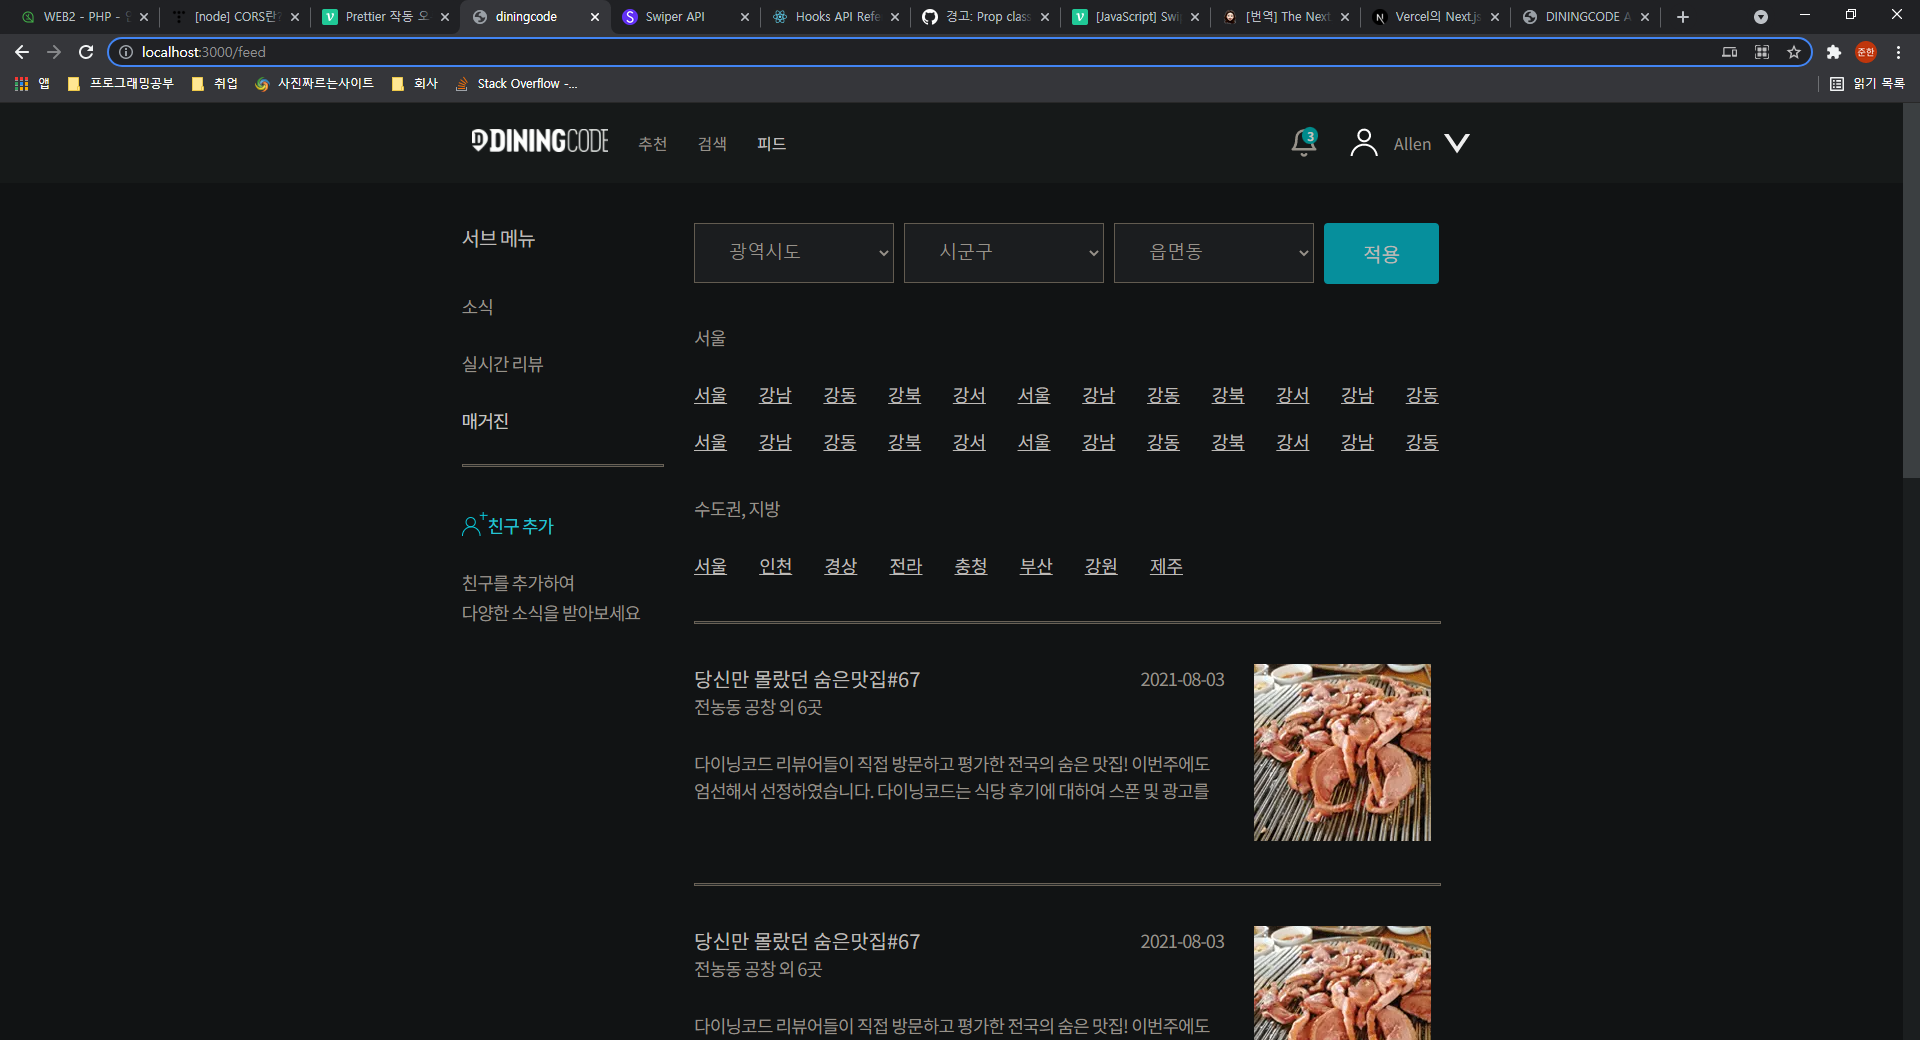 WEB2 - PHP -
[node] CORS란
Prettier 작동 오
diningcode
Swiper API
Hooks API Refe
경고: Prop class
[JavaScript] Swi
[번역] The Next
Vercel의 Next.js
DININGCODE A
localhost:3000/feed
준한
앱
프로그래밍공부
취업
사진짜르는사이트
회사
Stack Overflow -...
읽기 목록
DININGCODE
추천
검색
피드
3
Allen
서브 메뉴
소식
실시간 리뷰
매거진
친구 추가
친구를 추가하여
다양한 소식을 받아보세요
광역시도
시군구
읍면동
적용
서울
서울 강남 강동 강북 강서 서울 강남 강동 강북 강서 강남 강동
서울 강남 강동 강북 강서 서울 강남 강동 강북 강서 강남 강동
수도권, 지방
서울 인천 경상 전라 충청 부산 강원 제주
당신만 몰랐던 숨은맛집#67
2021-08-03
전농동 공창 외 6곳
다이닝코드 리뷰어들이 직접 방문하고 평가한 전국의 숨은 맛집! 이번주에도
엄선해서 선정하였습니다. 다이닝코드는 식당 후기에 대하여 스폰 및 광고를
당신만 몰랐던 숨은맛집#67
2021-08-03
전농동 공창 외 6곳
다이닝코드 리뷰어들이 직접 방문하고 평가한 전국의 숨은 맛집! 이번주에도